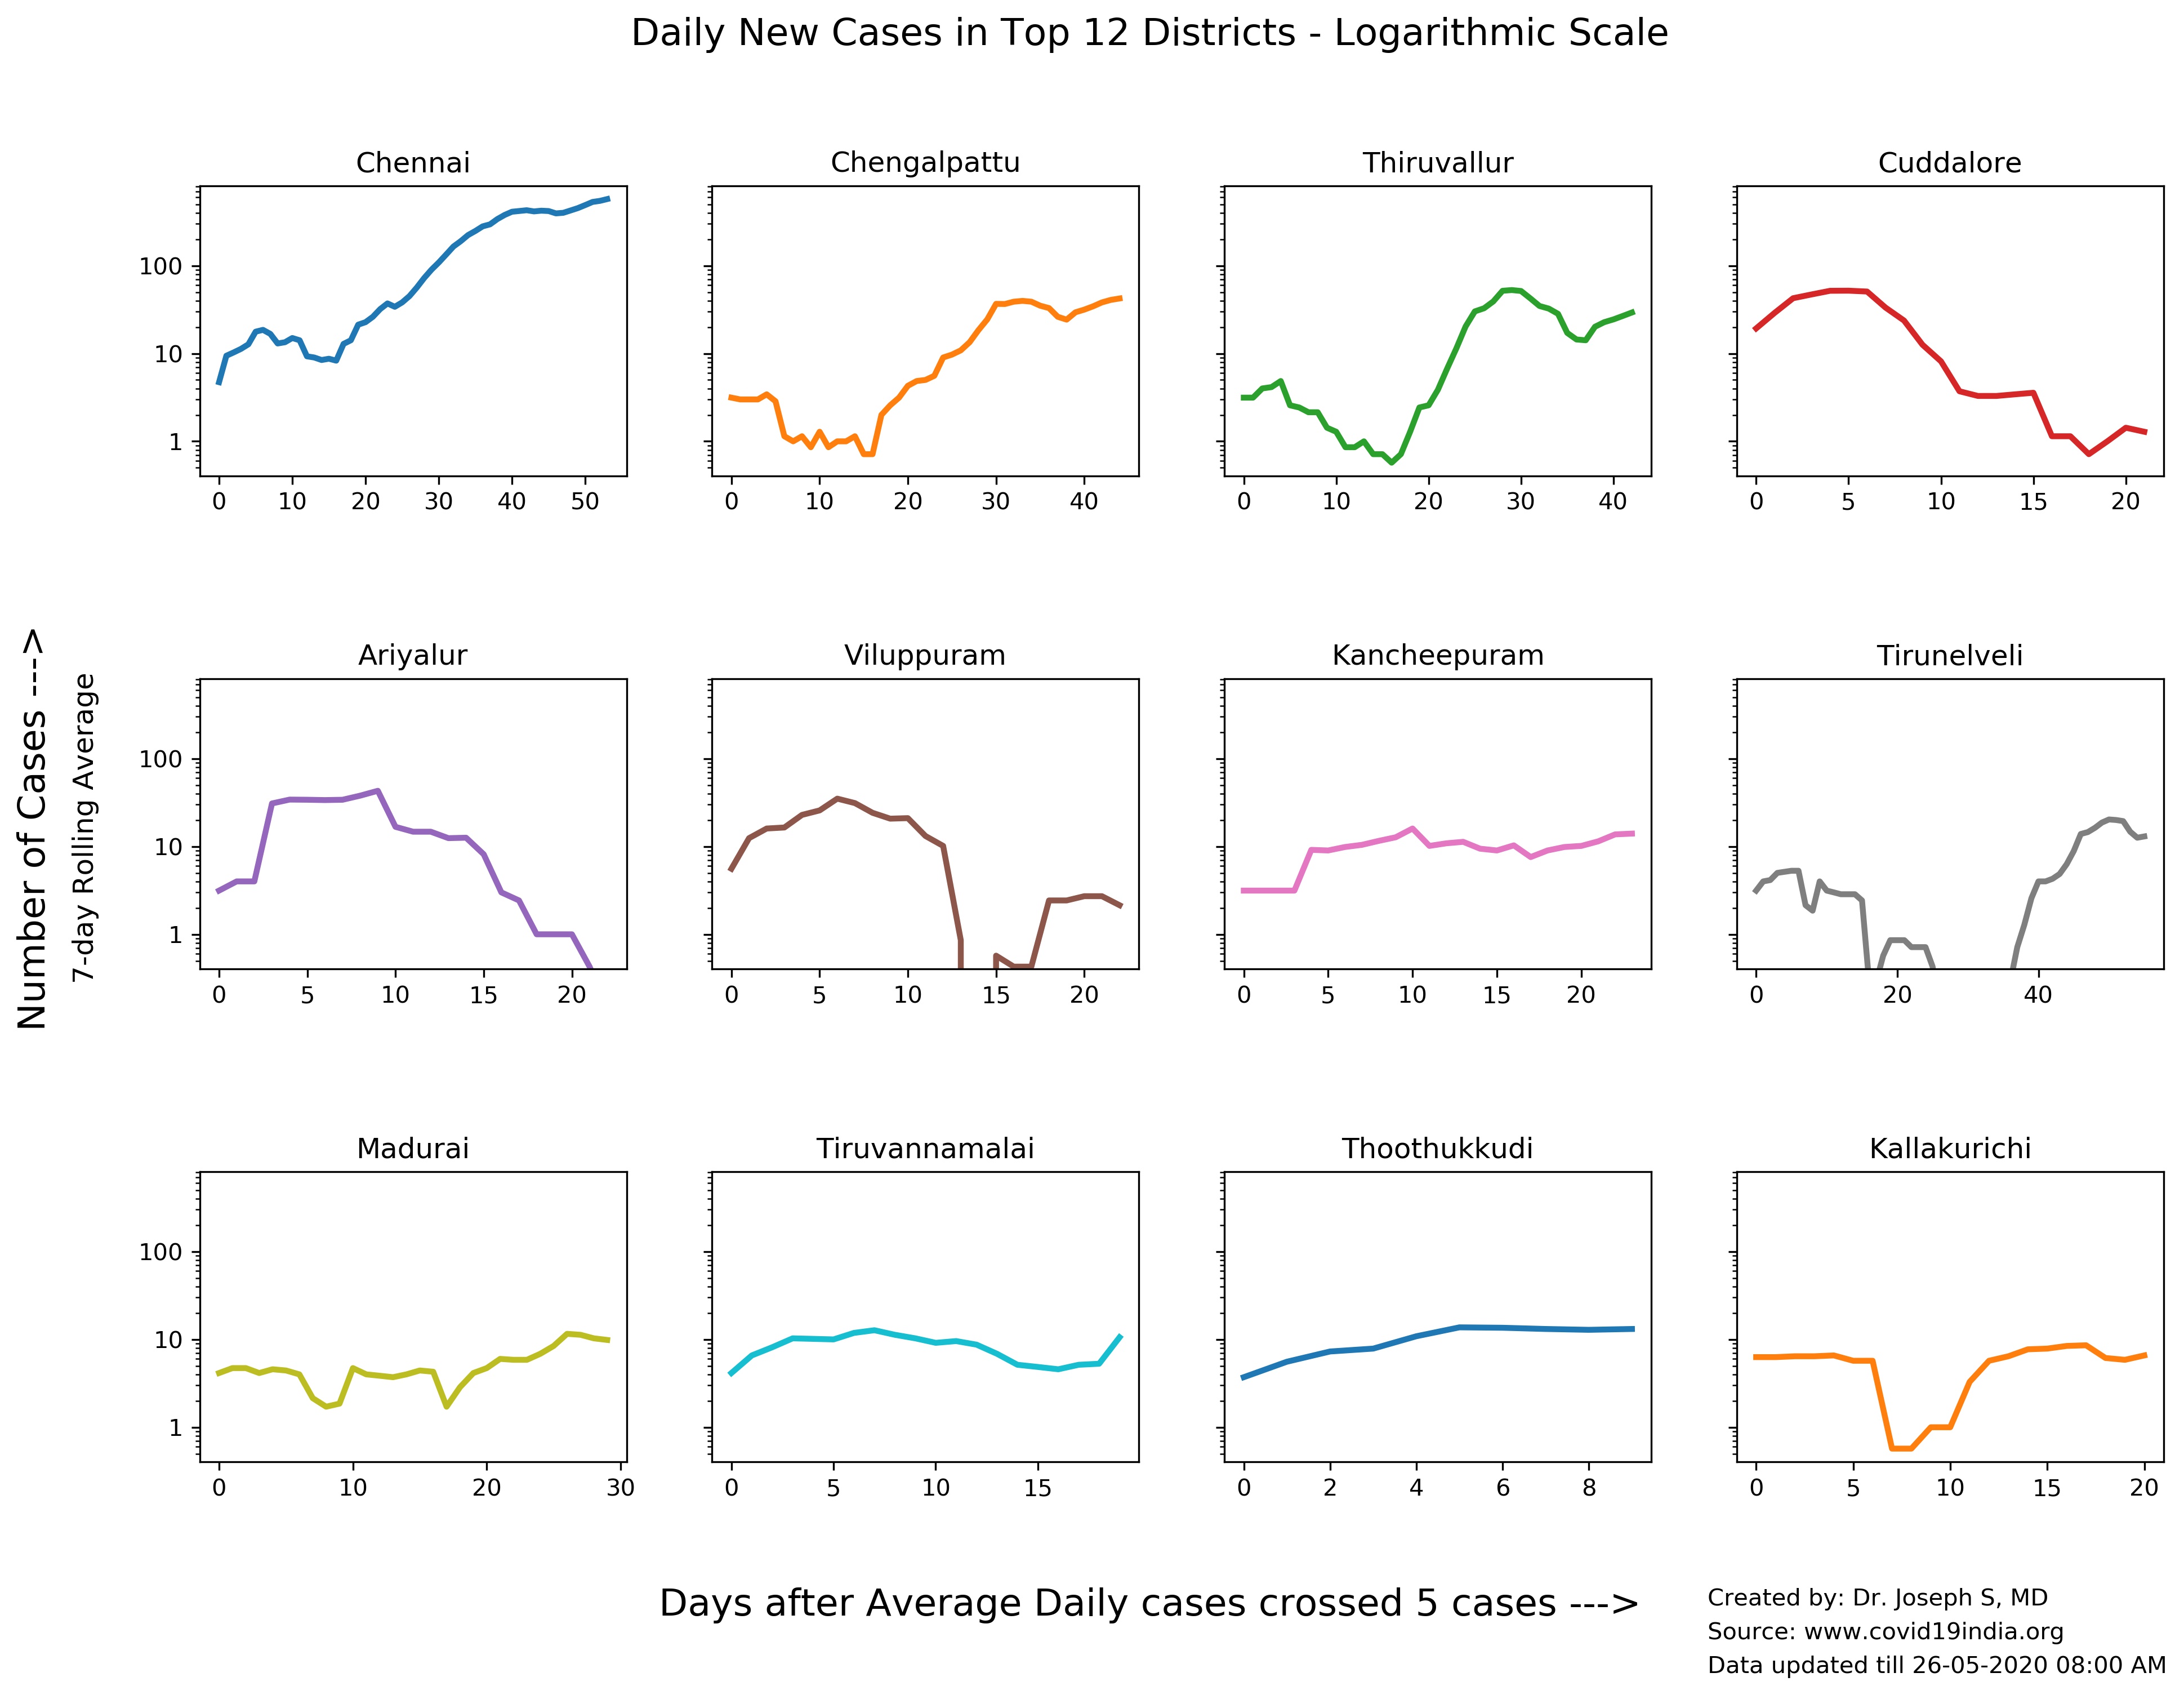 Daily New Cases in Top 12 Districts - Logarithmic Scale
Chennai
Chengalpattu
Thiruvallur
Cuddalore
100
10
1
0 10 20 30 40 50
0 10 20 30 40
0 10 20 30 40
0 5 10 15 20
Number of Cases --->
7-day Rolling Average
Ariyalur
Viluppuram
Kancheepuram
Tirunelveli
100
10
1
0 5 10 15 20
0 5 10 15 20
0 5 10 15 20
0 20 40
Madurai
Tiruvannamalai
Thoothukkudi
Kallakurichi
100
10
1
0 10 20 30
0 5 10 15
0 2 4 6 8
0 5 10 15 20
Days after Average Daily cases crossed 5 cases --->
Created by: Dr. Joseph S, MD
Source: www.covid19india.org
Data updated till 26-05-2020 08:00 AM